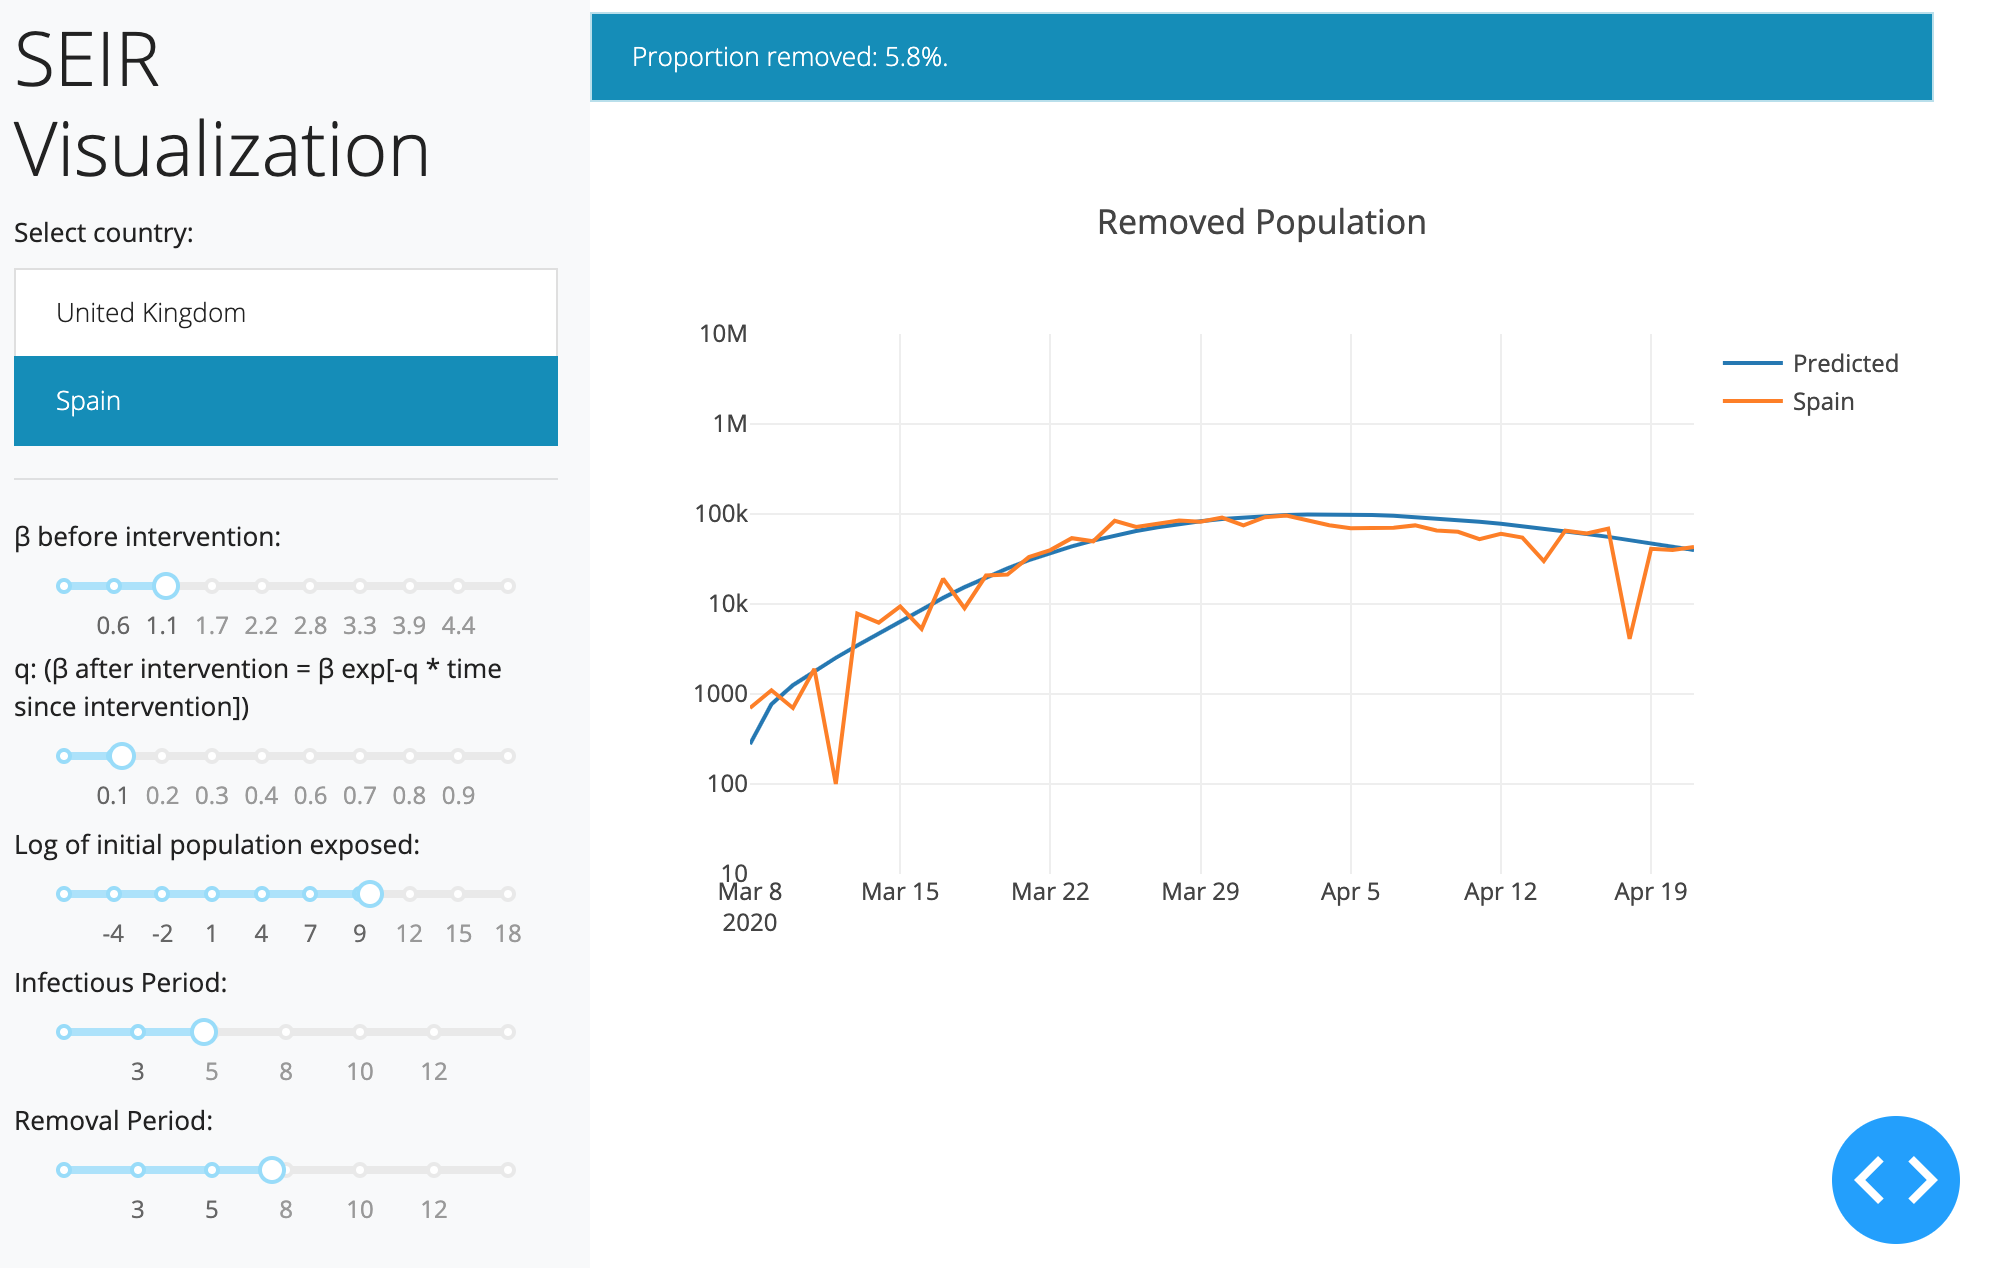 SEIR
Visualization
Select country:
United Kingdom
Spain
β before intervention:
0.6 1.1 1.7 2.2 2.8 3.3 3.9 4.4
q: (β after intervention = β exp[-q * time
since intervention])
0.1 0.2 0.3 0.4 0.6 0.7 0.8 0.9
Log of initial population exposed:
-4 -2 1 4 7 9 12 15 18
Infectious Period:
3 5 8 10 12
Removal Period:
3 5 8 10 12
Proportion removed: 5.8%.
Removed Population
10M
1M
100k
10k
1000
100
10
Mar 8 Mar 15 Mar 22 Mar 29 Apr 5 Apr 12 Apr 19
2020
Predicted
Spain